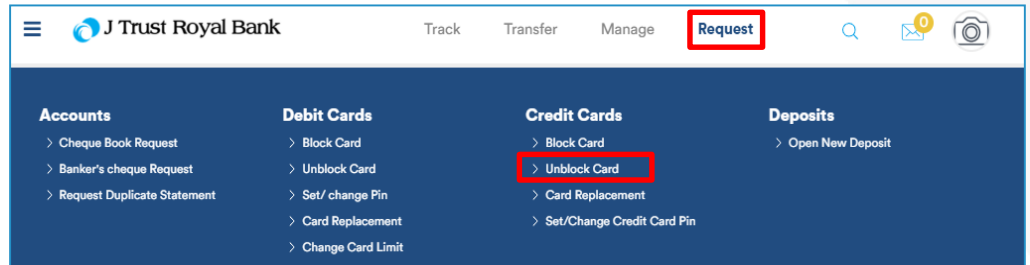 J Trust Royal Bank
Track Transfer Manage Request 0
Accounts
> Cheque Book Request
> Banker's cheque Request
> Request Duplicate Statement
Debit Cards
> Block Card
> Unblock Card
> Set/ change Pin
> Card Replacement
> Change Card Limit
Credit Cards
> Block Card
> Unblock Card
> Card Replacement
> Set/Change Credit Card Pin
Deposits
> Open New Deposit